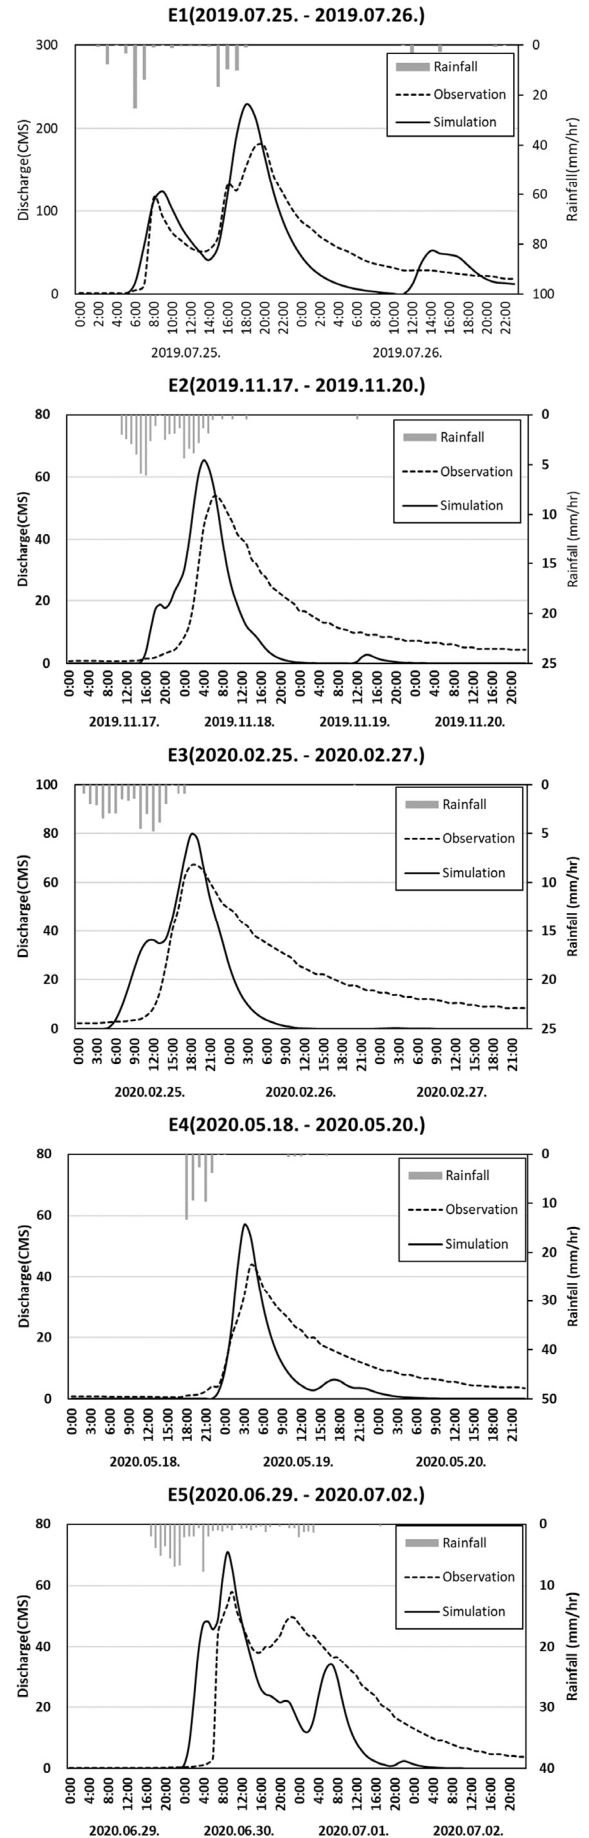 E1(2019.07.25. - 2019.07.26.)
300 0
Rainfall
Observation
Simulation
200 20
40
100 60
80
0 100
Discharge(CMS)
Rainfall(mm/hr)
0:00 2:00 4:00 6:00 8:00 10:00 12:00 14:00 16:00 18:00 20:00 22:00 0:00 2:00 4:00 6:00 8:00 10:00 12:00 14:00 16:00 18:00 20:00 22:00
2019.07.25. 2019.07.26.
E2(2019.11.17. - 2019.11.20.)
80 0
Rainfall
Observation
Simulation
60 5
40 10
15
20 20
0 25
Discharge(CMS)
Rainfall (mm/hr)
0:00 4:00 8:00 12:00 16:00 20:00 0:00 4:00 8:00 12:00 16:00 20:00 0:00 4:00 8:00 12:00 16:00 20:00 0:00 4:00 8:00 12:00 16:00 20:00
2019.11.17. 2019.11.18. 2019.11.19. 2019.11.20.
E3(2020.02.25. - 2020.02.27.)
100 0
Rainfall
Observation
Simulation
80 5
60 10
40 15
20 20
0 25
Discharge(CMS)
Rainfall (mm/hr)
0:00 3:00 6:00 9:00 12:00 15:00 18:00 21:00 0:00 3:00 6:00 9:00 12:00 15:00 18:00 21:00 0:00 3:00 6:00 9:00 12:00 15:00 18:00 21:00
2020.02.25. 2020.02.26. 2020.02.27.
E4(2020.05.18. - 2020.05.20.)
80 0
Rainfall
Observation
Simulation
60 10
20
40 30
20 40
0 50
Discharge(CMS)
Rainfall (mm/hr)
0:00 3:00 6:00 9:00 12:00 15:00 18:00 21:00 0:00 3:00 6:00 9:00 12:00 15:00 18:00 21:00 0:00 3:00 6:00 9:00 12:00 15:00 18:00 21:00
2020.05.18. 2020.05.19. 2020.05.20.
E5(2020.06.29. - 2020.07.02.)
80 0
Rainfall
Observation
Simulation
60 10
40 20
20 30
0 40
Discharge(CMS)
Rainfall (mm/hr)
0:00 4:00 8:00 12:00 16:00 20:00 0:00 4:00 8:00 12:00 16:00 20:00 0:00 4:00 8:00 12:00 16:00 20:00 0:00 4:00 8:00 12:00 16:00 20:00
2020.06.29. 2020.06.30. 2020.07.01. 2020.07.02.